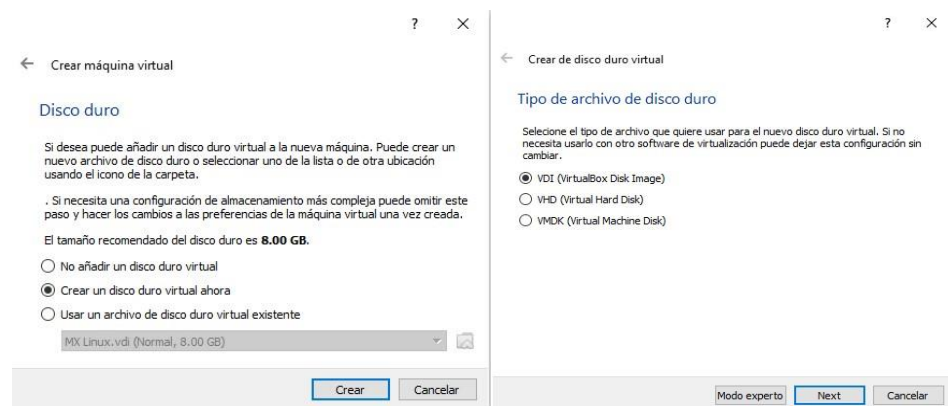 ?
×
← Crear máquina virtual
Disco duro
Si desea puede añadir un disco duro virtual a la nueva máquina. Puede crear un
nuevo archivo de disco duro o seleccionar uno de la lista o de otra ubicación
usando el icono de la carpeta.
. Si necesita una configuración de almacenamiento más compleja puede omitir este
paso y hacer los cambios a las preferencias de la máquina virtual una vez creada.
El tamaño recomendado del disco duro es 8.00 GB.
No añadir un disco duro virtual
Crear un disco duro virtual ahora
Usar un archivo de disco duro virtual existente
MX Linux.vdi (Normal, 8.00 GB)
Crear Cancelar
?
×
← Crear de disco duro virtual
Tipo de archivo de disco duro
Selecione el tipo de archivo que quiere usar para el nuevo disco duro virtual. Si no
necesita usarlo con otro software de virtualización puede dejar esta configuración sin
cambiar.
VDI (VirtualBox Disk Image)
VHD (Virtual Hard Disk)
VMDK (Virtual Machine Disk)
Modo experto Next Cancelar